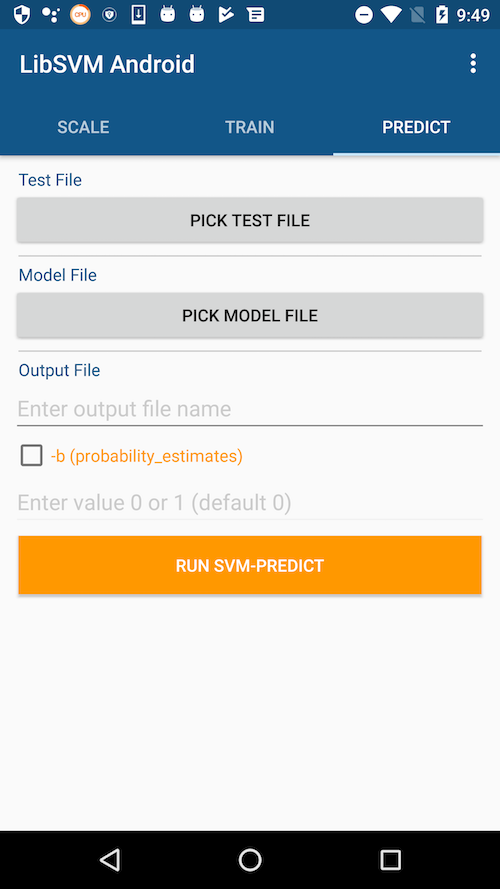 CPU
9:49
LibSVM Android
SCALE
TRAIN
PREDICT
Test File
PICK TEST FILE
Model File
PICK MODEL FILE
Output File
Enter output file name
-b (probability_estimates)
Enter value 0 or 1 (default 0)
RUN SVM-PREDICT